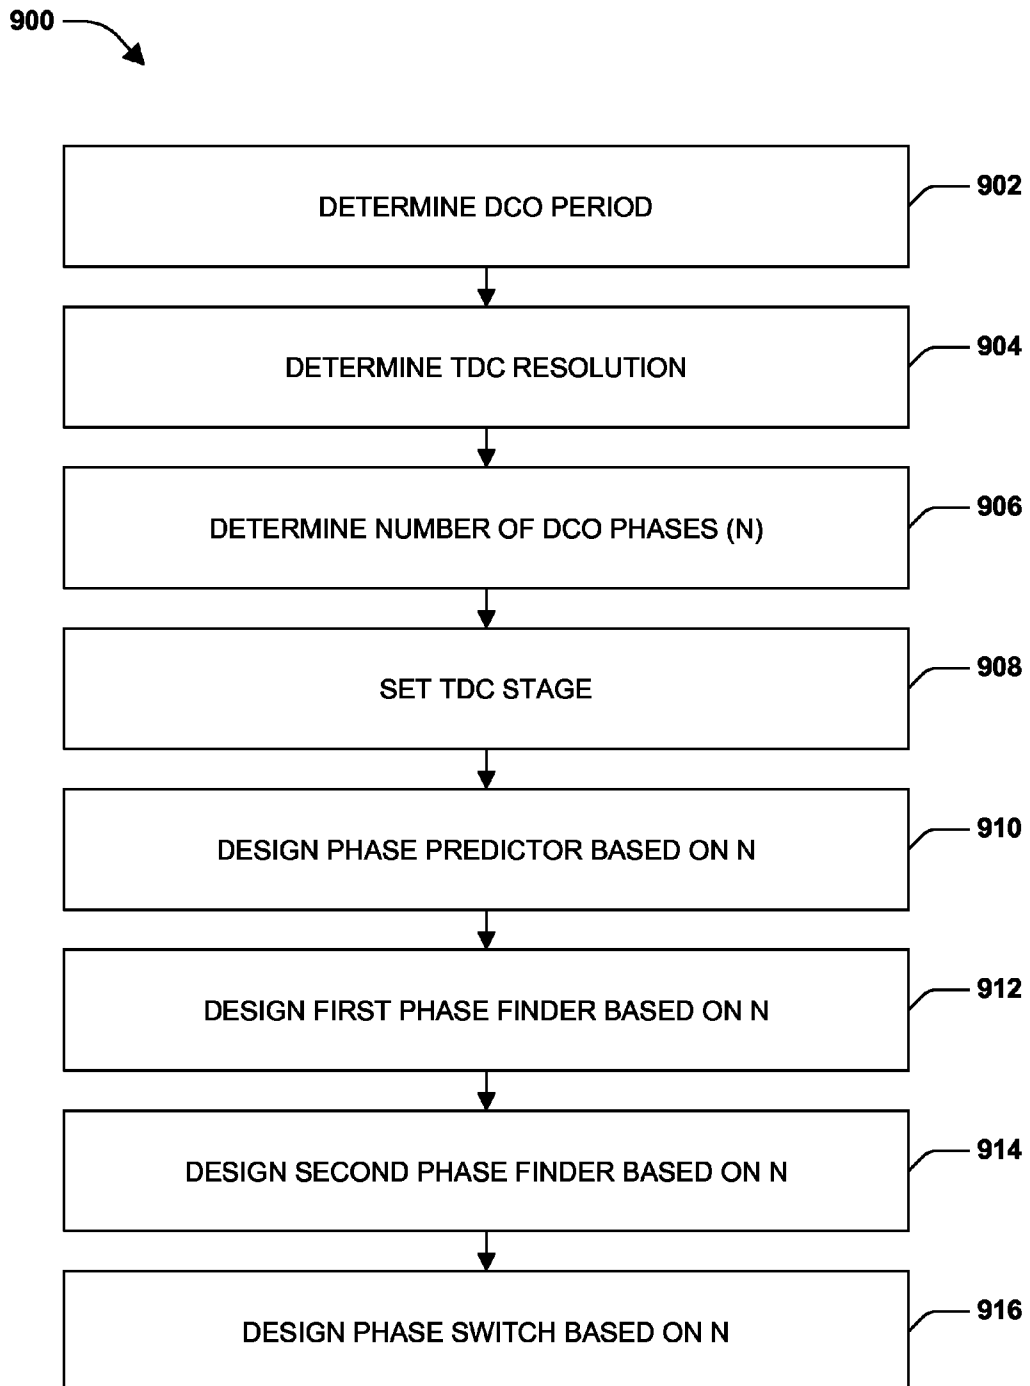 900
DETERMINE DCO PERIOD
902
DETERMINE TDC RESOLUTION
904
DETERMINE NUMBER OF DCO PHASES (N)
906
SET TDC STAGE
908
DESIGN PHASE PREDICTOR BASED ON N
910
DESIGN FIRST PHASE FINDER BASED ON N
912
DESIGN SECOND PHASE FINDER BASED ON N
914
DESIGN PHASE SWITCH BASED ON N
916